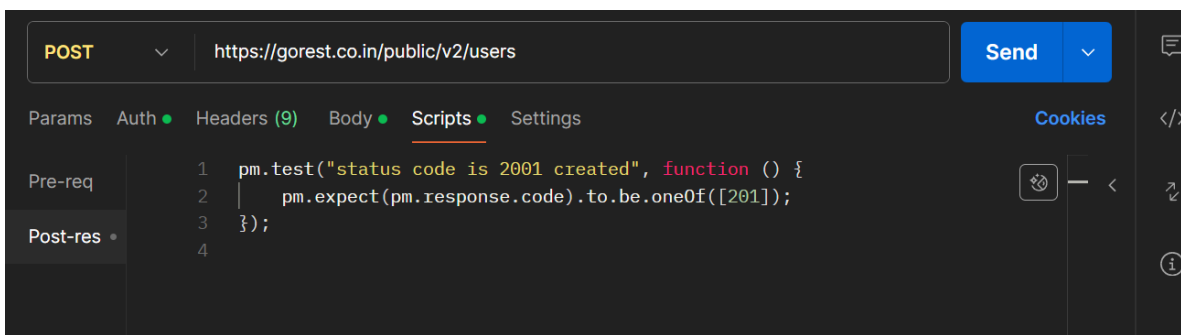 POST https://gorest.co.in/public/v2/users Send
Params Auth Headers (9) Body Scripts Settings Cookies
Pre-req
Post-res
1 pm.test("status code is 2001 created", function () {
2 pm.expect(pm.response.code).to.be.oneOf([201]);
3 });
4